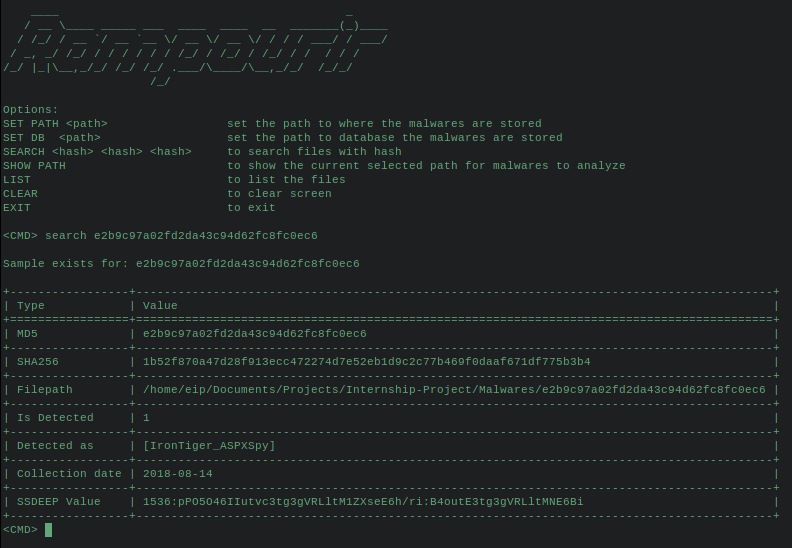 Options:
SET PATH <path> set the path to where the malwares are stored
SET DB <path> set the path to database the malwares are stored
SEARCH <hash> <hash> <hash> to search files with hash
SHOW PATH to show the current selected path for malwares to analyze
LIST to list the files
CLEAR to clear screen
EXIT to exit
<CMD> search e2b9c97a02fd2da43c94d62fc8fc0ec6
Sample exists for: e2b9c97a02fd2da43c94d62fc8fc0ec6
| Type | Value |
| MD5 | e2b9c97a02fd2da43c94d62fc8fc0ec6 |
| SHA256 | 1b52f870a47d28f913ecc472274d7e52eb1d9c2c77b469f0daaf671df775b3b4 |
| Filepath | /home/eip/Documents/Projects/Internship-Project/Malwares/e2b9c97a02fd2da43c94d62fc8fc0ec6 |
| Is Detected | 1 |
| Detected as | [IronTiger_ASPXSpy] |
| Collection date | 2018-08-14 |
| SSDEEP Value | 1536:pPO5O46IIutvc3tg3gVRLltM1ZXseE6h/ri:B4outE3tg3gVRLltMNE6Bi |
<CMD>